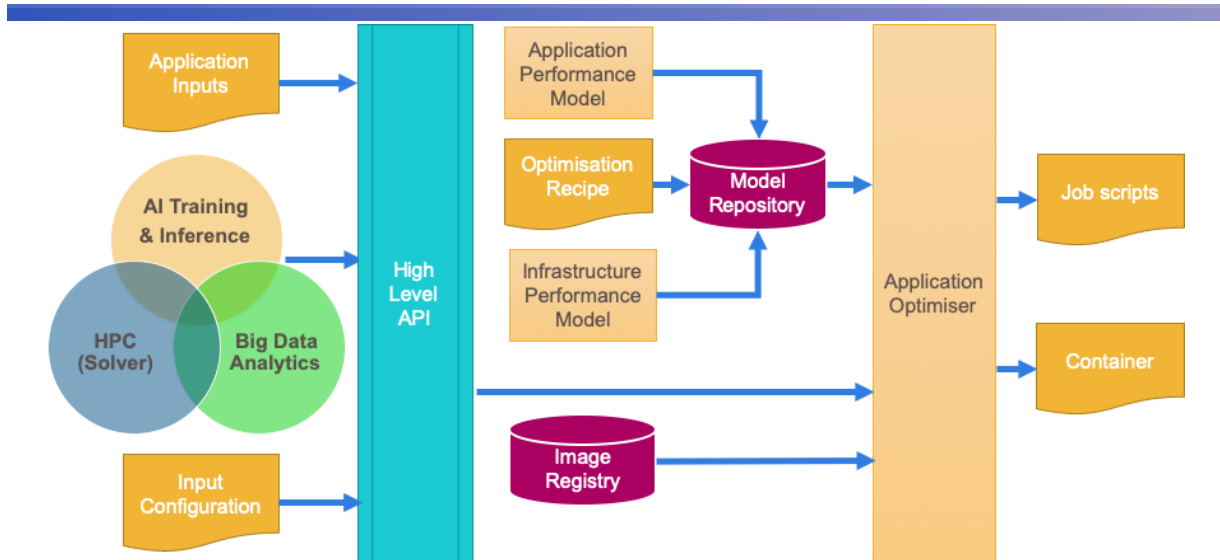 Application
Inputs
AI Training
& Inference
HPC
(Solver)
Big Data
Analytics
Input
Configuration
High
Level
API
Application
Performance
Model
Optimisation
Recipe
Infrastructure
Performance
Model
Model
Repository
Image
Registry
Application
Optimiser
Job scripts
Container